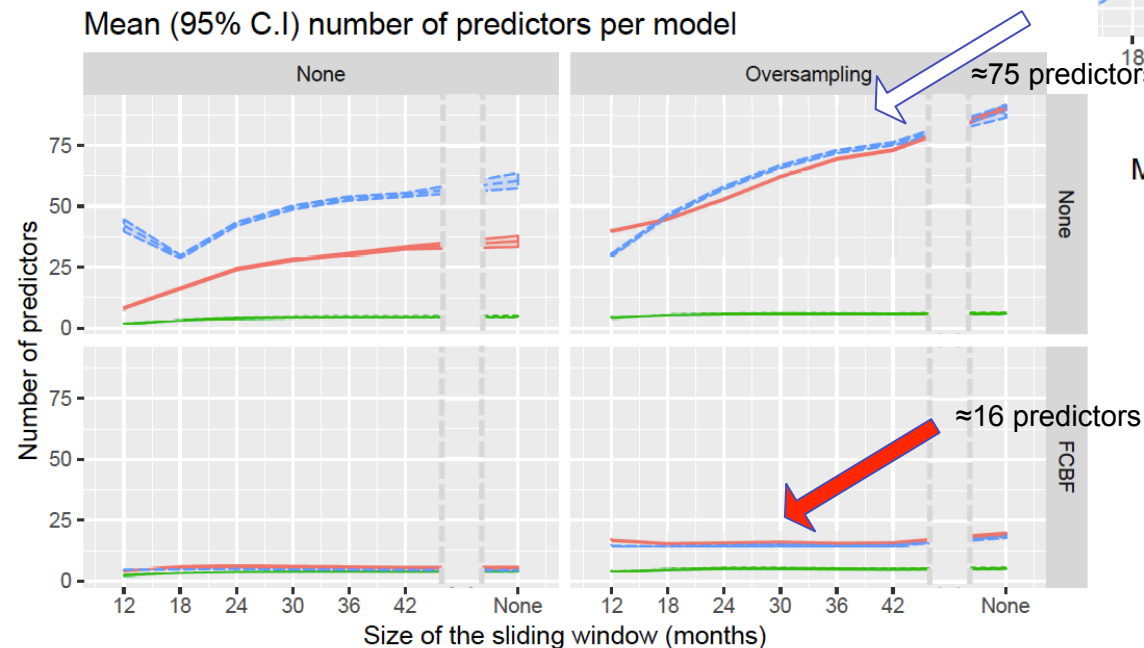 Mean (95% C.I) number of predictors per model
18
None
Oversampling
≈75 predictors
M
75
50
25
0
None
Number of predictors
≈16 predictors
75
50
25
0
FCBF
12 18 24 30 36 42 None
12 18 24 30 36 42 None
Size of the sliding window (months)